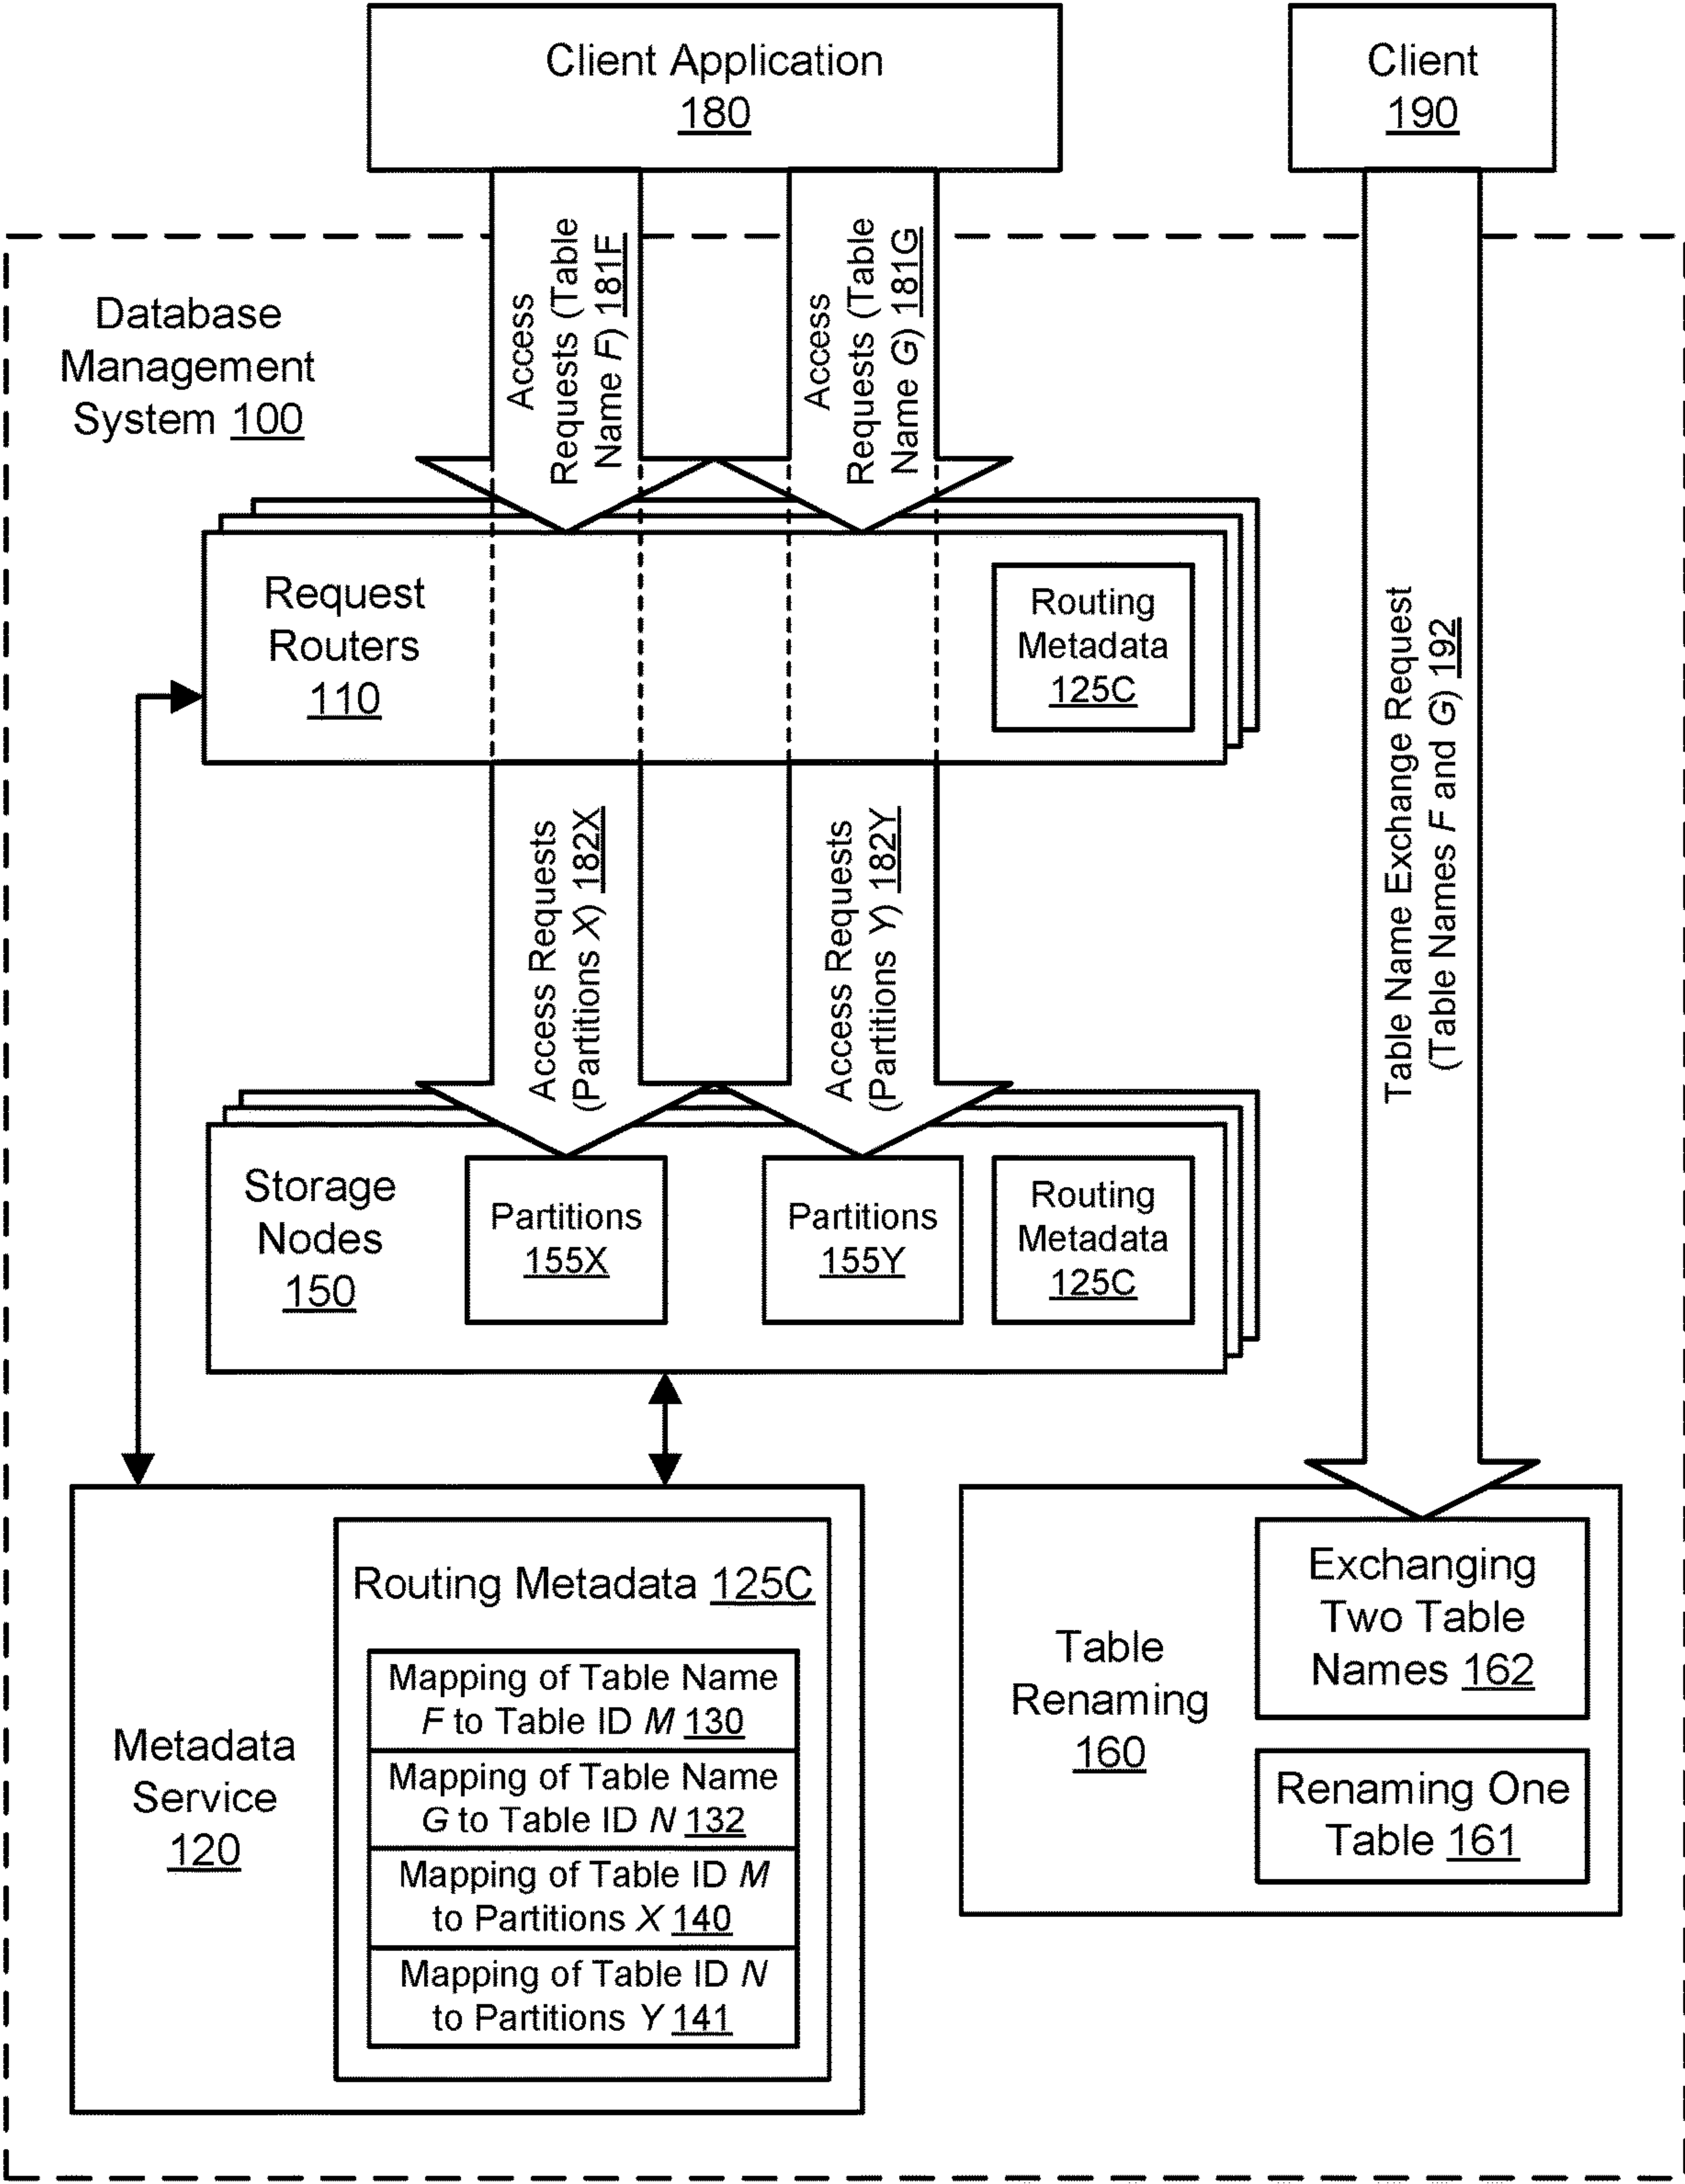 Client Application
180
Client
190
Database
Management
System 100
Access
Requests (Table
Name F) 181F
Access
Requests (Table
Name G) 181G
Request
Routers
110
Routing
Metadata
125C
Table Name Exchange Request
(Table Names F and G) 192
Access Requests
(Partitions X) 182X
Access Requests
(Partitions Y) 182Y
Storage
Nodes
150
Partitions
155X
Partitions
155Y
Routing
Metadata
125C
Metadata
Service
120
Routing Metadata 125C
Mapping of Table Name
F to Table ID M 130
Mapping of Table Name
G to Table ID N 132
Mapping of Table ID M
to Partitions X 140
Mapping of Table ID N
to Partitions Y 141
Table
Renaming
160
Exchanging
Two Table
Names 162
Renaming One
Table 161